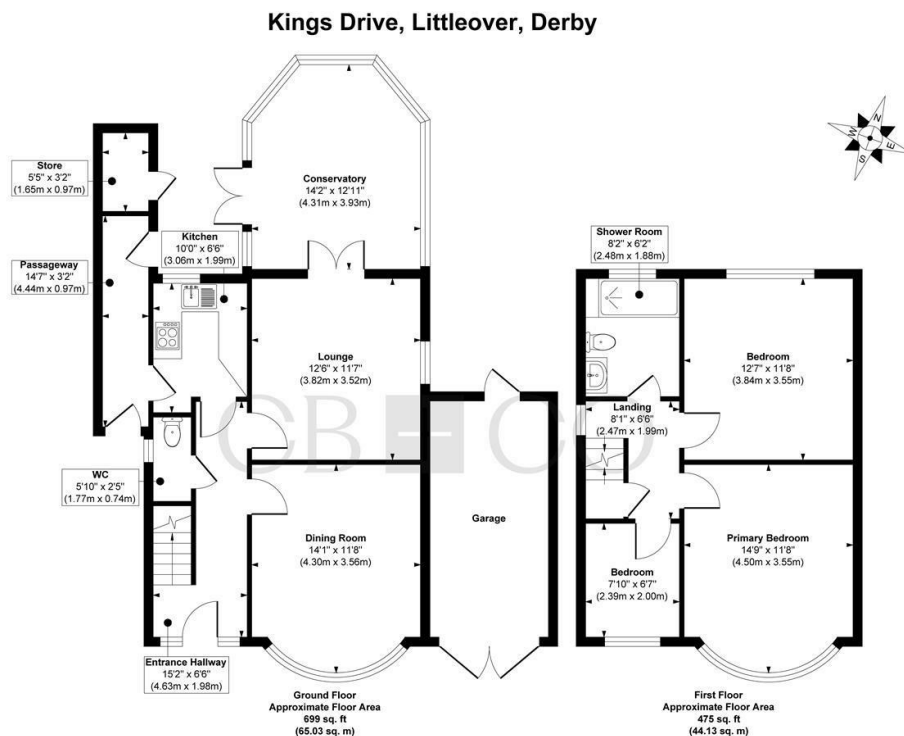 Kings Drive, Littleover, Derby
N
E
S
W
Store
5'5" x 3'2"
(1.65m x 0.97m)
Conservatory
14'2" x 12'11"
(4.31m x 3.93m)
Kitchen
10'0" x 6'6"
(3.06m x 1.99m)
Passageway
14'7" x 3'2"
(4.44m x 0.97m)
Lounge
12'6" x 11'7"
(3.82m x 3.52m)
WC
5'10" x 2'5"
(1.77m x 0.74m)
Dining Room
14'1" x 11'8"
(4.30m x 3.56m)
Garage
Entrance Hallway
15'2" x 6'6"
(4.63m x 1.98m)
Ground Floor
Approximate Floor Area
699 sq. ft
(65.03 sq. m)
Shower Room
8'2" x 6'2"
(2.48m x 1.88m)
Bedroom
12'7" x 11'8"
(3.84m x 3.55m)
Landing
8'1" x 6'6"
(2.47m x 1.99m)
Primary Bedroom
14'9" x 11'8"
(4.50m x 3.55m)
Bedroom
7'10" x 6'7"
(2.39m x 2.00m)
First Floor
Approximate Floor Area
475 sq. ft
(44.13 sq. m)
CB CO